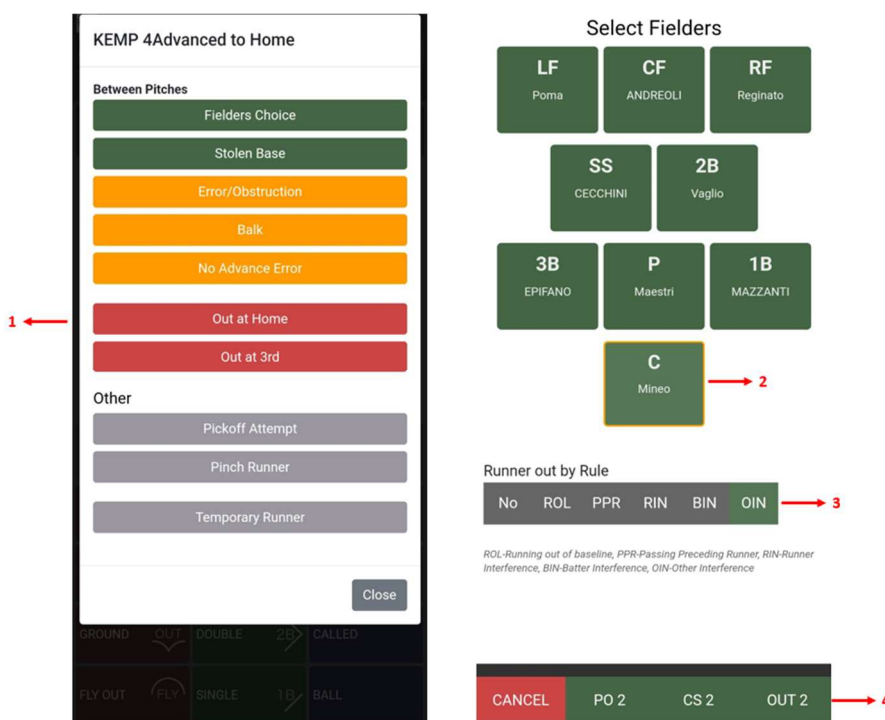 KEMP 4Advanced to Home
Between Pitches
Fielders Choice
Stolen Base
Error/Obstruction
Balk
No Advance Error
1
Out at Home
Out at 3rd
Other
Pickoff Attempt
Pinch Runner
Temporary Runner
Close
GROUND OUT DOUBLE 2B CALLED
FLY OUT FLY SINGLE 1B BALL
Select Fielders
LF CF RF
Poma ANDREOLI Reginato
SS 2B
CECCHINI Vaglio
3B P 1B
EPIFANO Maestri MAZZANTI
C
Mineo
2
Runner out by Rule
No ROL PPR RIN BIN OIN
3
ROL-Running out of baseline, PPR-Passing Preceding Runner, RIN-Runner
Interference, BIN-Batter Interference, OIN-Other Interference
CANCEL PO 2 CS 2 OUT 2
4